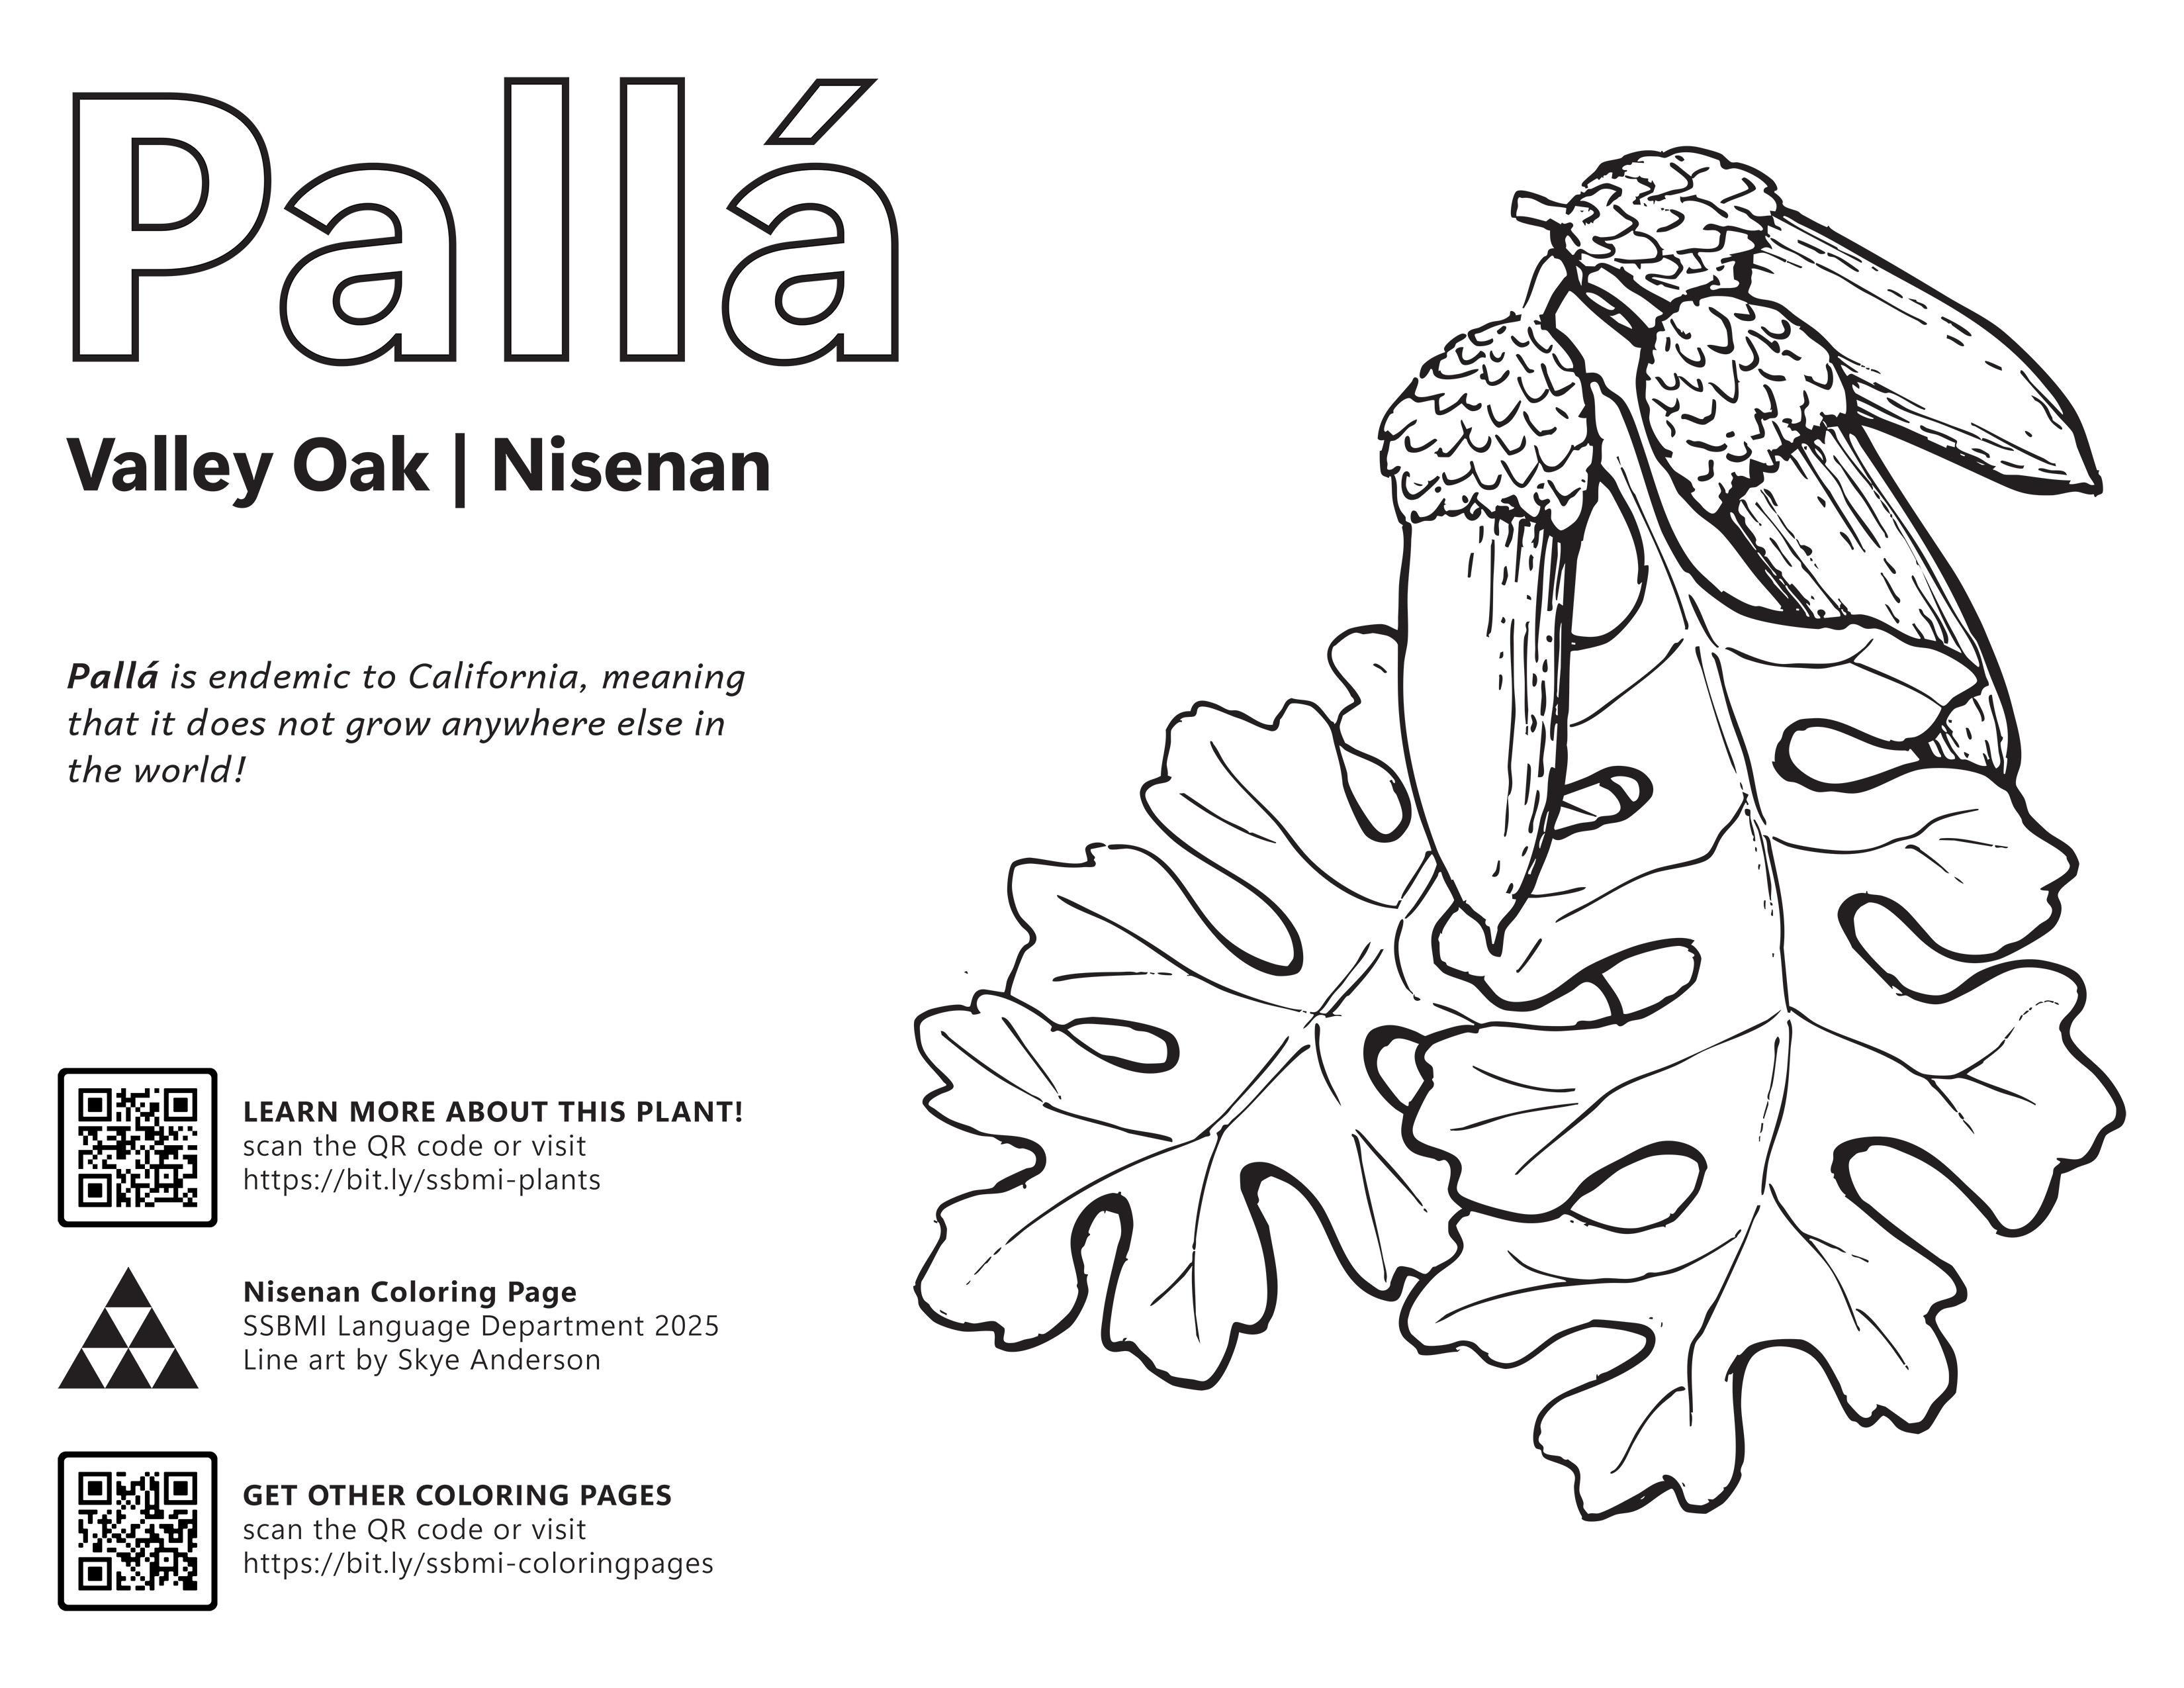 Pallá
Valley Oak | Nisenan
Pallá is endemic to California, meaning
that it does not grow anywhere else in
the world!
LEARN MORE ABOUT THIS PLANT!
scan the QR code or visit
https://bit.ly/ssbmi-plants
Nisenan Coloring Page
SSBMI Language Department 2025
Line art by Skye Anderson
GET OTHER COLORING PAGES
scan the QR code or visit
https://bit.ly/ssbmi-coloringpages